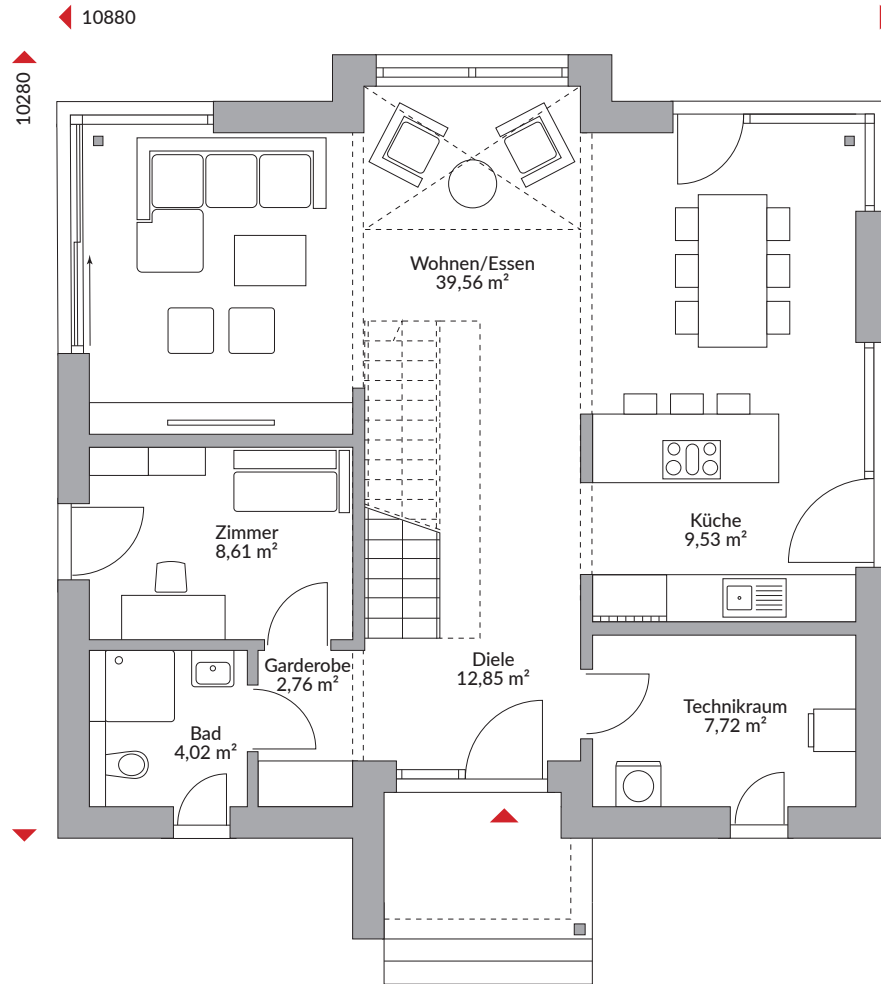 10880
10280
Wohnen/Essen
39,56 m²
Küche
9,53 m²
Zimmer
8,61 m²
Garderobe
2,76 m²
Diele
12,85 m²
Technikraum
7,72 m²
Bad
4,02 m²